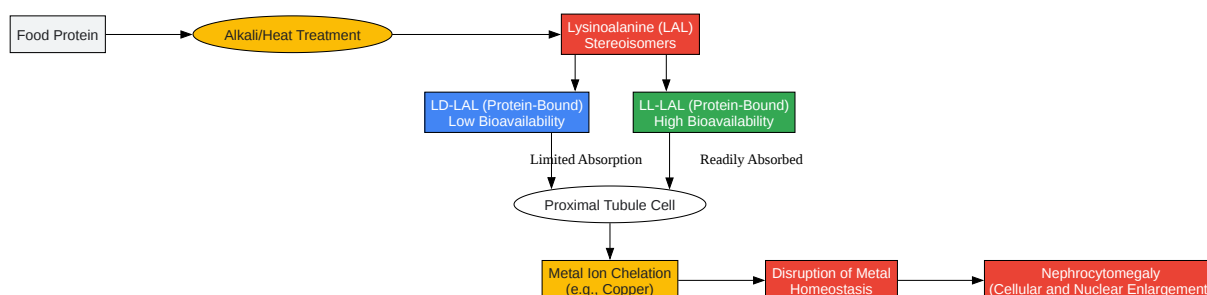 Food Protein
Alkali/Heat Treatment
Lysinoalanine (LAL)
Stereoisomers
LD-LAL (Protein-Bound)
Low Bioavailability
LL-LAL (Protein-Bound)
High Bioavailability
Limited Absorption
Readily Absorbed
Proximal Tubule Cell
Metal Ion Chelation
(e.g., Copper)
Disruption of Metal
Homeostasis
Nephrocytomegaly
(Cellular and Nuclear Enlargement